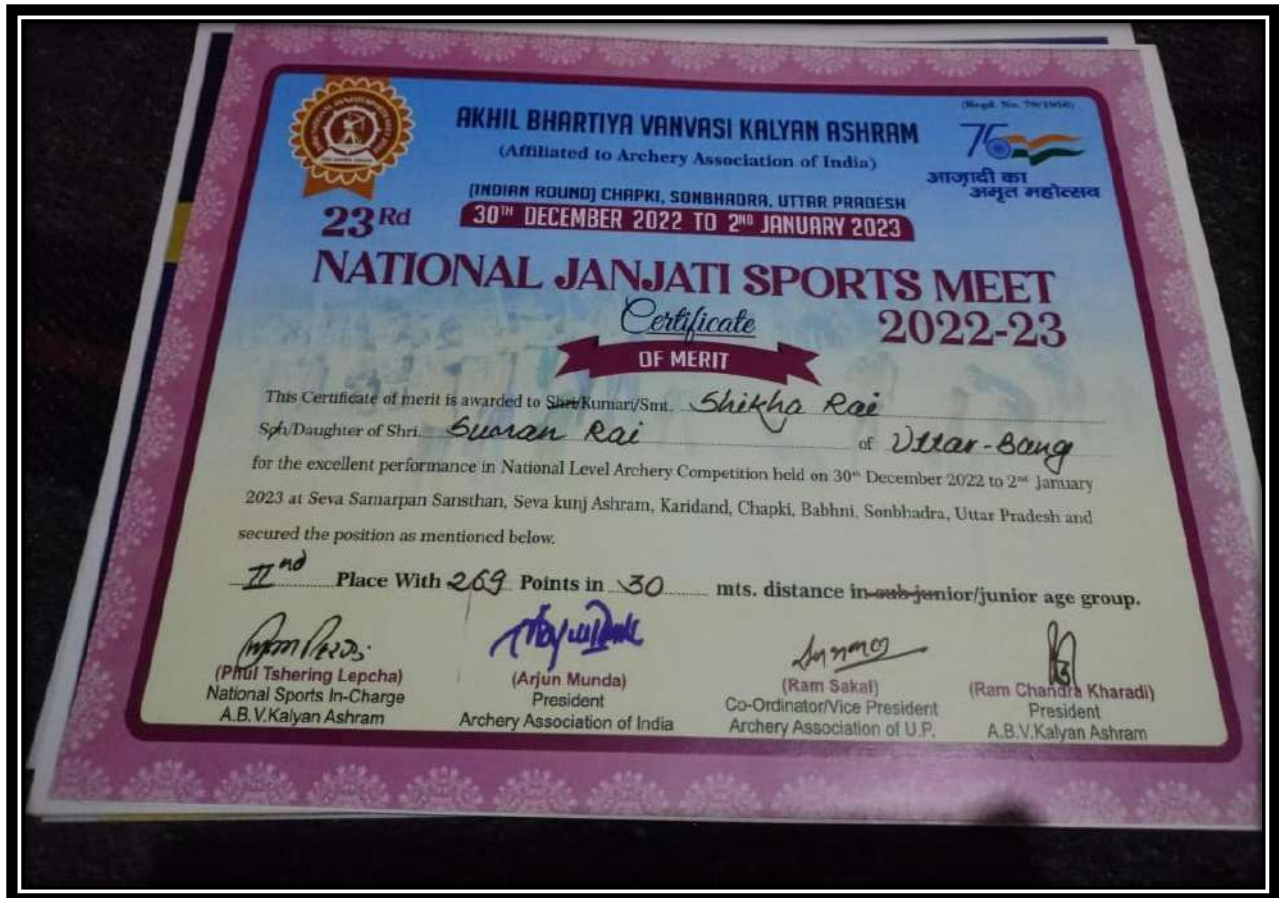 (Regd. No. 79/1956)
AKHIL BHARTIYA VANVASI KALYAN ASHRAM
(Affiliated to Archery Association of India)
75
आज़ादी का
अमृत महोत्सव
(INDIAN ROUND) CHAPKI, SONBHADRA, UTTAR PRADESH
23Rd
30TH DECEMBER 2022 TO 2ND JANUARY 2023
NATIONAL JANJATI SPORTS MEET
Certificate 2022-23
OF MERIT
This Certificate of merit is awarded to Shri/Kumari/Smt. Shikha Rai
Son/Daughter of Shri. Suaran Rai of Uttar-Bang
for the excellent performance in National Level Archery Competition held on 30th December 2022 to 2nd January
2023 at Seva Samarpan Sansthan, Seva kunj Ashram, Karidand, Chapki, Babhni, Sonbhadra, Uttar Pradesh and
secured the position as mentioned below.
IInd Place With 269 Points in 30 mts. distance in sub-junior/junior age group.
(Phul Tshering Lepcha)
National Sports In-Charge
A.B.V.Kalyan Ashram
(Arjun Munda)
President
Archery Association of India
(Ram Sakal)
Co-Ordinator/Vice President
Archery Association of U.P.
(Ram Chandra Kharadi)
President
A.B.V.Kalyan Ashram